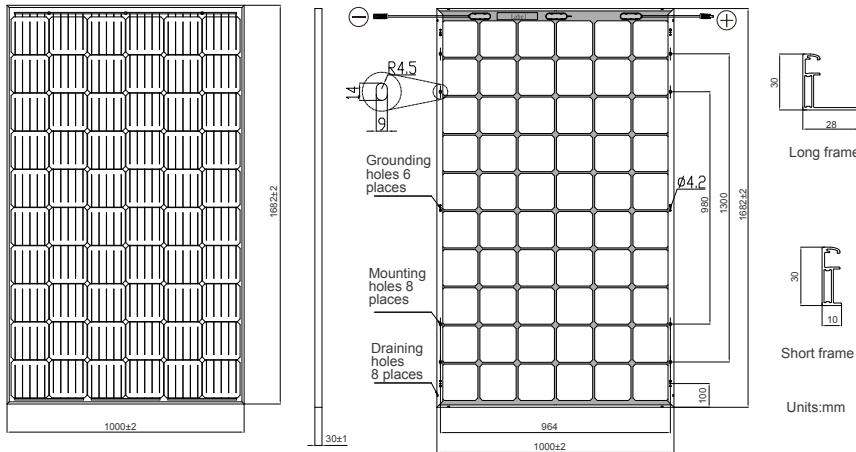 1682±2
1000±2
30±1
R4.5
14
9
Grounding
holes 6
places
Mounting
holes 8
places
Draining
holes
8 places
Ø4.2
980
1300
1682±2
100
964
1000±2
30
28
Long frame
30
10
Short frame
Units:mm